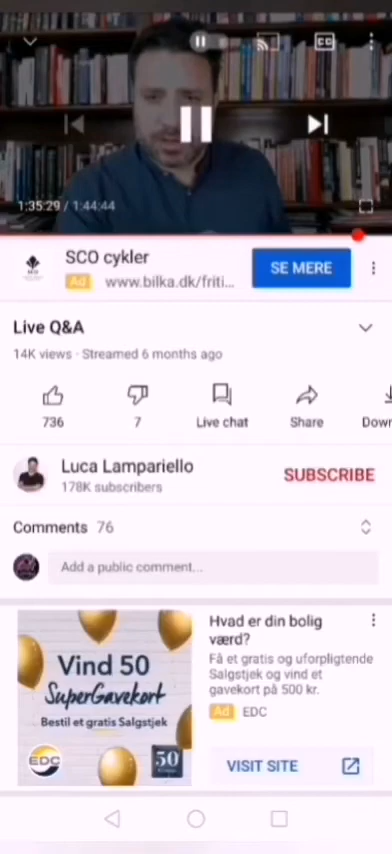 CC
1:35:29 / 1:44:44
SCO cykler
SCO
Ad www.bilka.dk/friti...
SE MERE
Live Q&A
14K views · Streamed 6 months ago
736
7
Live chat
Share
Down
Luca Lampariello
178K subscribers
SUBSCRIBE
Comments 76
Add a public comment...
Vind 50
SuperGavekort
Bestil et gratis Salgstjek
EDC
50
Hvad er din bolig
værd?
Få et gratis og uforpligtende
Salgstjek og vind et
gavekort på 500 kr.
Ad EDC
VISIT SITE